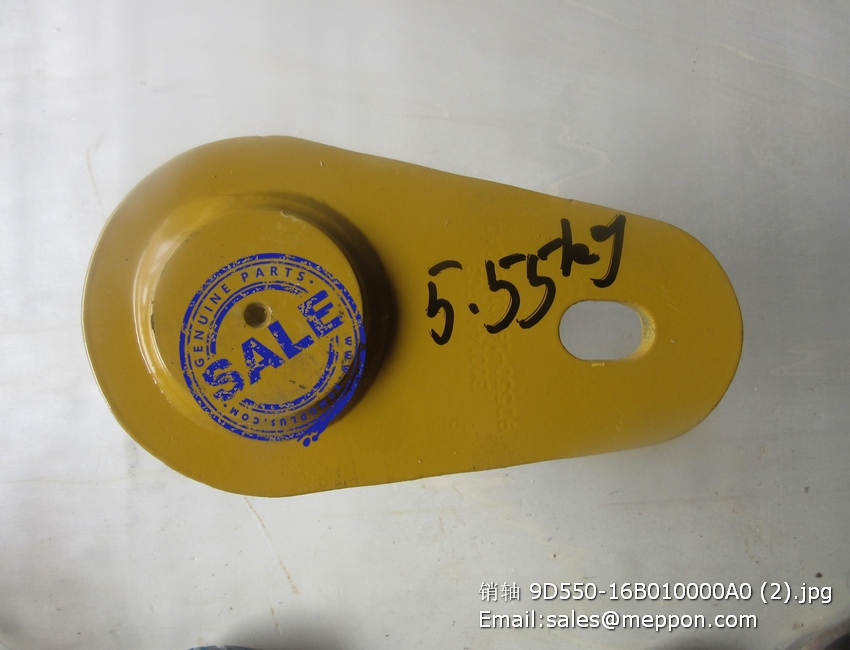 5.55kg
GENUINE PARTS
SALE
销轴 9D550-16B010000A0 (2).jpg
Email:sales@meppon.com